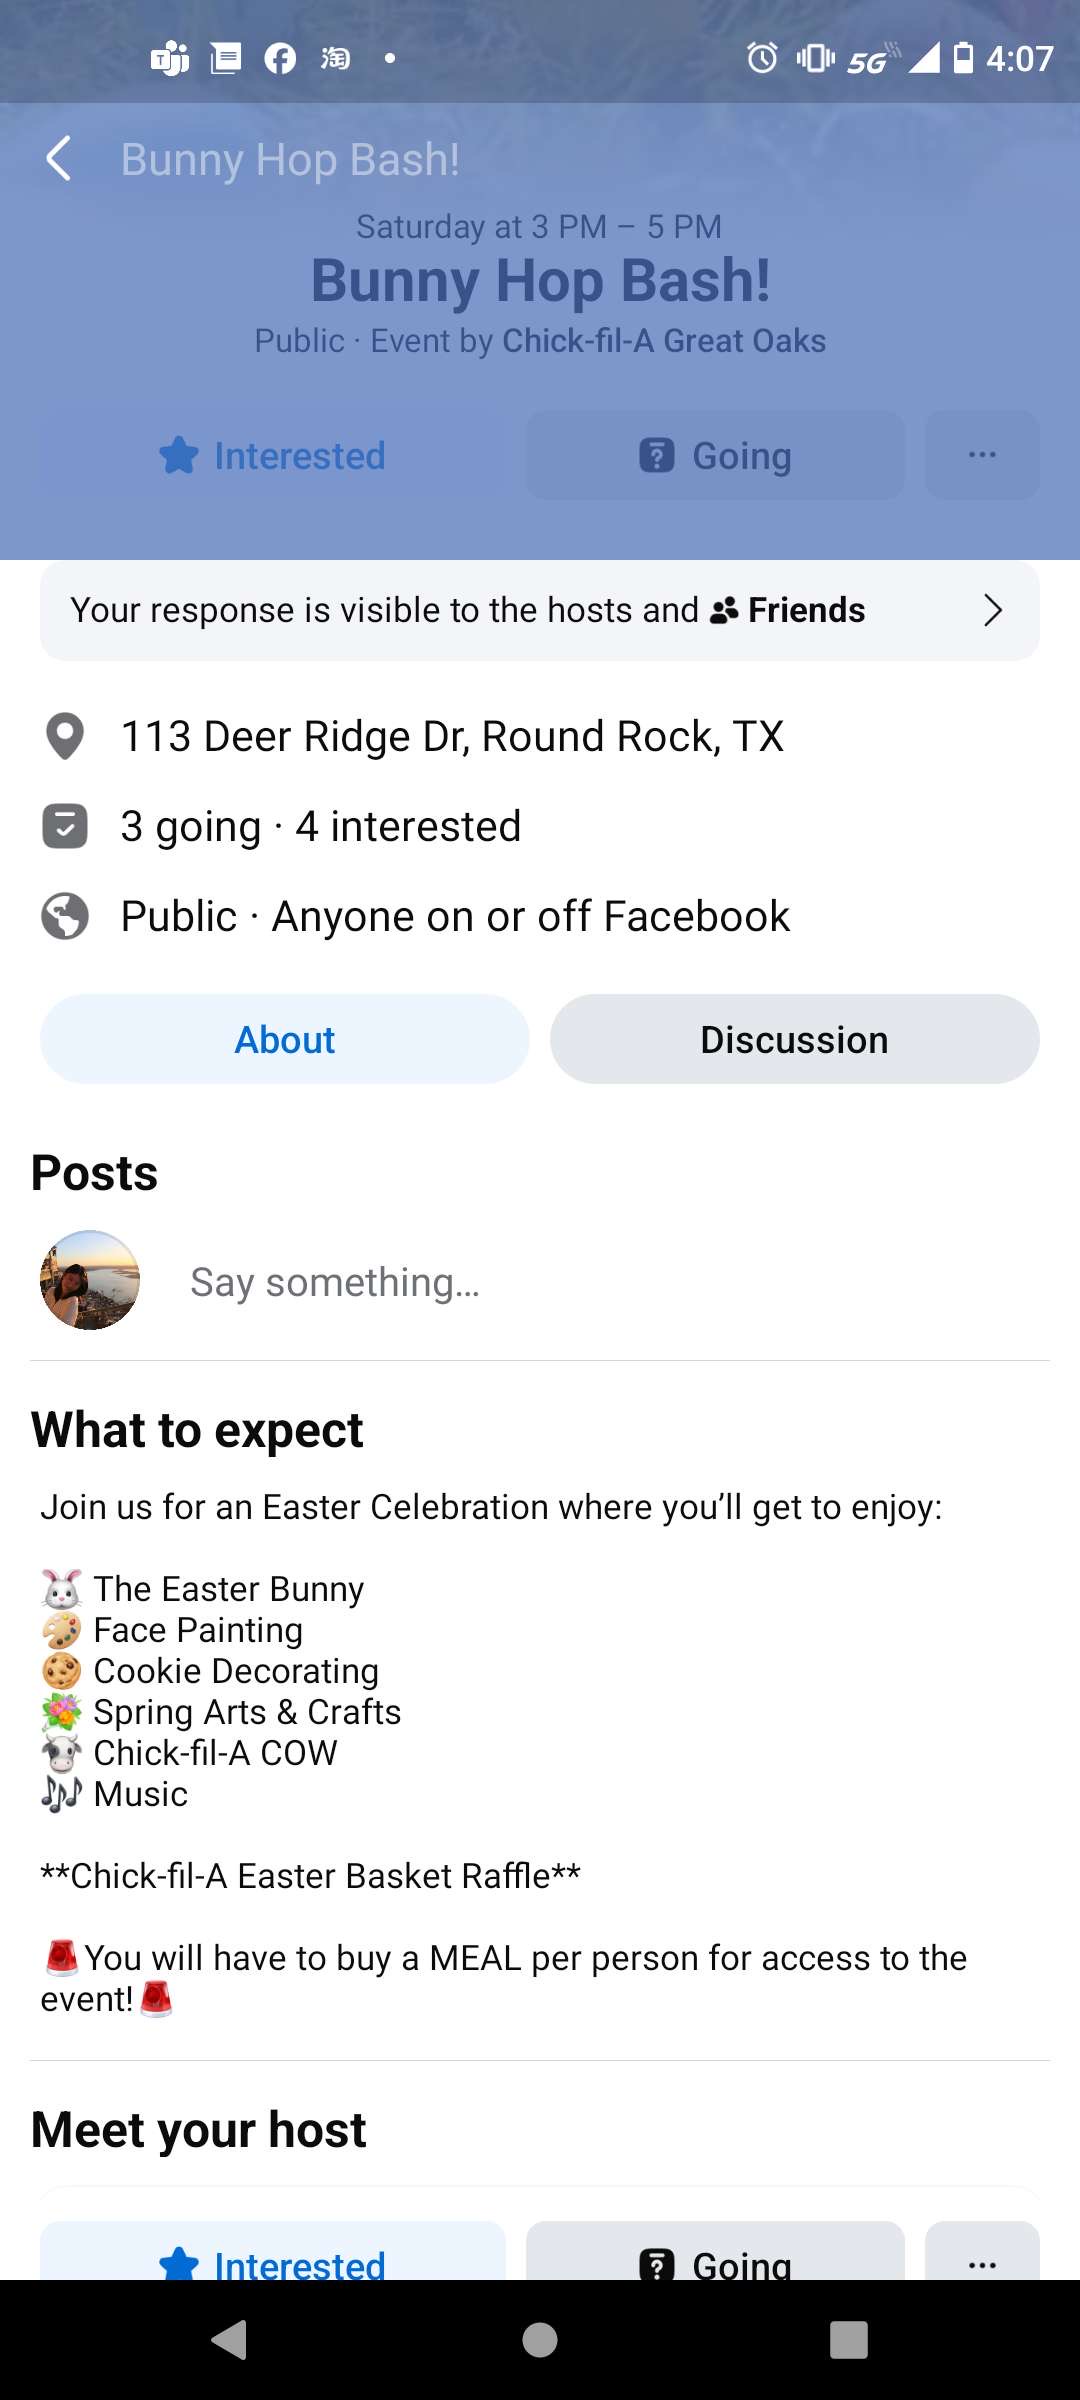 4:07
5G
淘
Bunny Hop Bash!
Saturday at 3 PM – 5 PM
Bunny Hop Bash!
Public · Event by Chick-fil-A Great Oaks
Interested
Going
Your response is visible to the hosts and Friends
113 Deer Ridge Dr, Round Rock, TX
3 going · 4 interested
Public · Anyone on or off Facebook
About
Discussion
Posts
Say something...
What to expect
Join us for an Easter Celebration where you’ll get to enjoy:
🐰 The Easter Bunny
🎨 Face Painting
🍪 Cookie Decorating
💐 Spring Arts & Crafts
🐮 Chick-fil-A COW
🎶 Music
**Chick-fil-A Easter Basket Raffle**
🚨You will have to buy a MEAL per person for access to the
event!🚨
Meet your host
Interested
Going